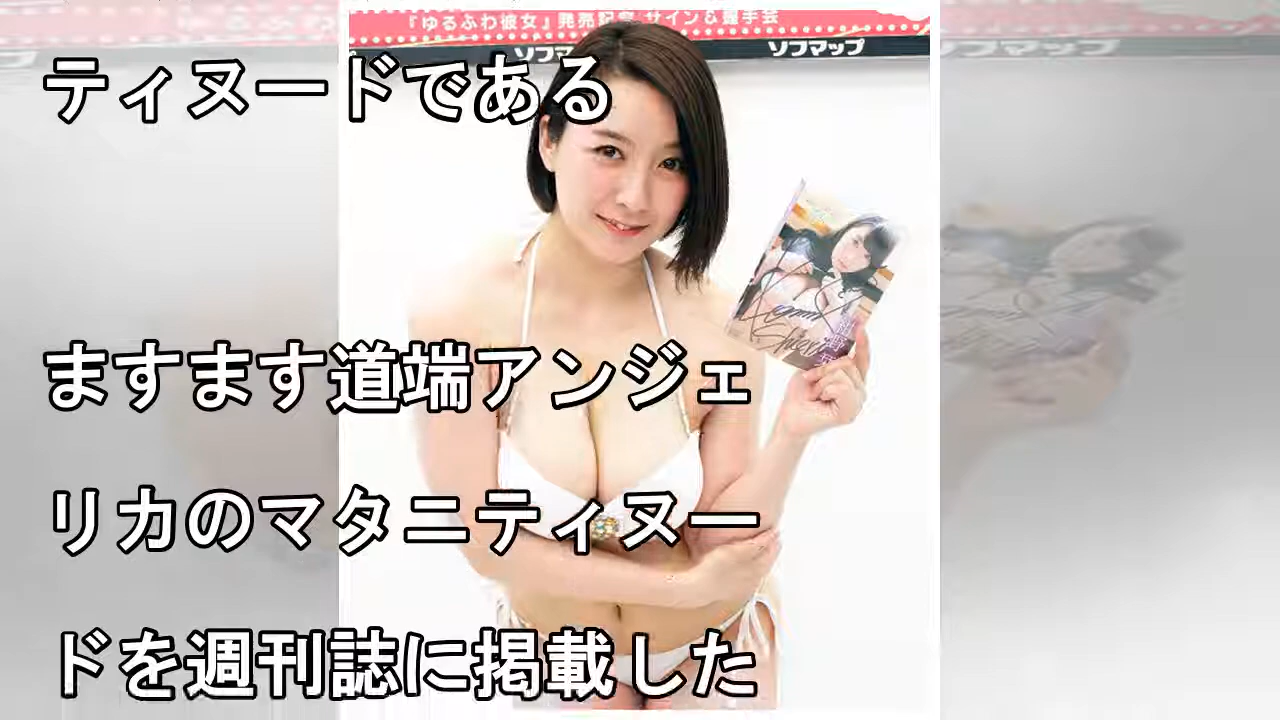 『ゆるふわ彼女』発売記念 サイン&握手会
ソフマップ
ソフマップ
ティヌードである
ますます道端アンジェ
リカのマタニティヌー
ドを週刊誌に掲載した